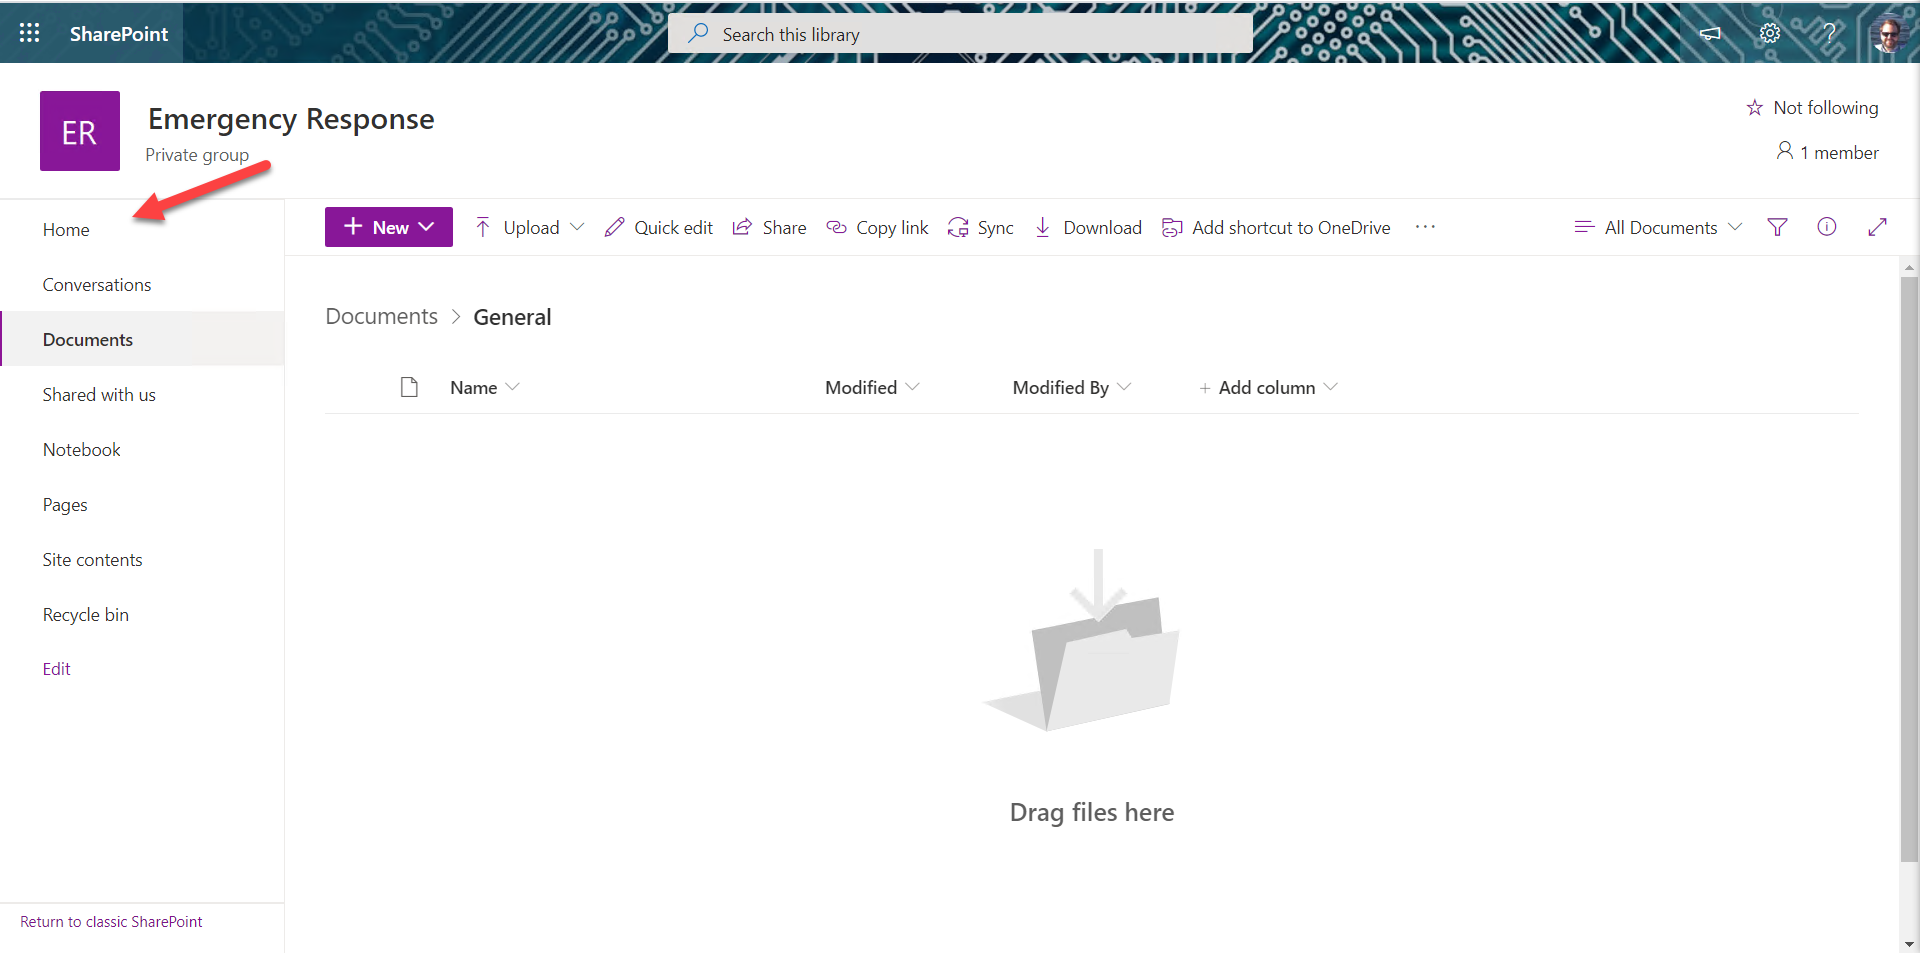 SharePoint
Search this library
?
ER
Emergency Response
Private group
Not following
1 member
Home
Conversations
Documents
Shared with us
Notebook
Pages
Site contents
Recycle bin
Edit
Return to classic SharePoint
+ New
Upload
Quick edit
Share
Copy link
Sync
Download
Add shortcut to OneDrive
...
All Documents
Documents > General
Name
Modified
Modified By
+ Add column
Drag files here